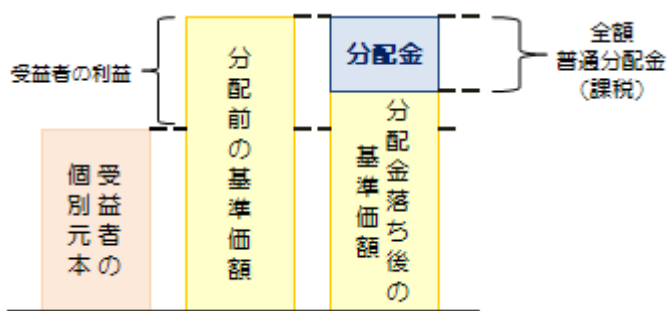 受益者の利益
受益者の
個別元本
分配前の基準価額
分配金
分配金落ち後の
基準価額
全額
普通分配金
(課税)